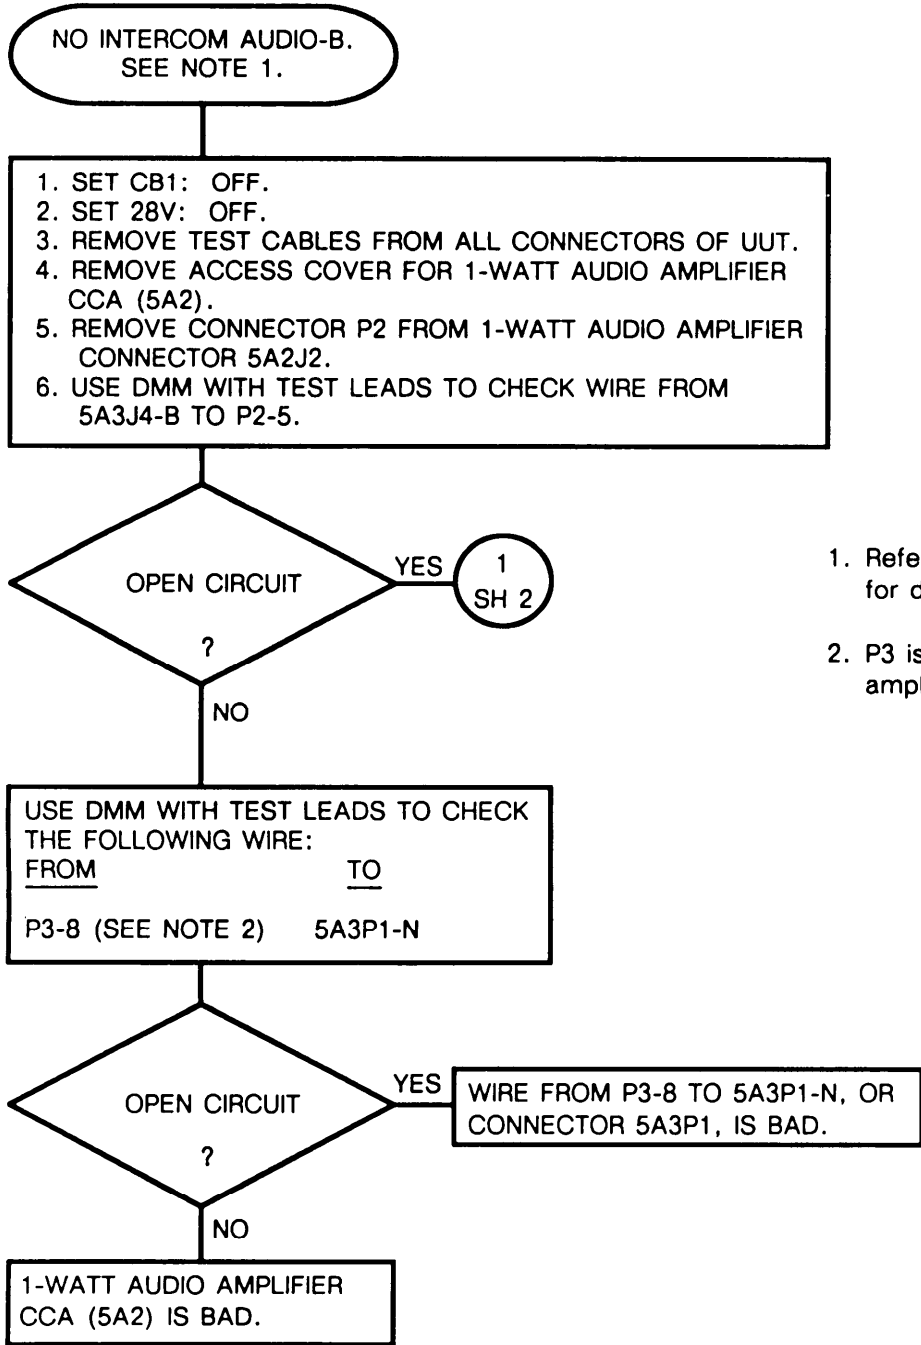 NO INTERCOM AUDIO-B.
SEE NOTE 1.
1. SET CB1: OFF.
2. SET 28V: OFF.
3. REMOVE TEST CABLES FROM ALL CONNECTORS OF UUT.
4. REMOVE ACCESS COVER FOR 1-WATT AUDIO AMPLIFIER
CCA (5A2).
5. REMOVE CONNECTOR P2 FROM 1-WATT AUDIO AMPLIFIER
CONNECTOR 5A2J2.
6. USE DMM WITH TEST LEADS TO CHECK WIRE FROM
5A3J4-B TO P2-5.
OPEN CIRCUIT
?
YES
1
SH 2
NO
1. Refe
for d
2. P3 is
ampl
USE DMM WITH TEST LEADS TO CHECK
THE FOLLOWING WIRE:
FROM TO
P3-8 (SEE NOTE 2) 5A3P1-N
OPEN CIRCUIT
?
YES
WIRE FROM P3-8 TO 5A3P1-N, OR
CONNECTOR 5A3P1, IS BAD.
NO
1-WATT AUDIO AMPLIFIER
CCA (5A2) IS BAD.